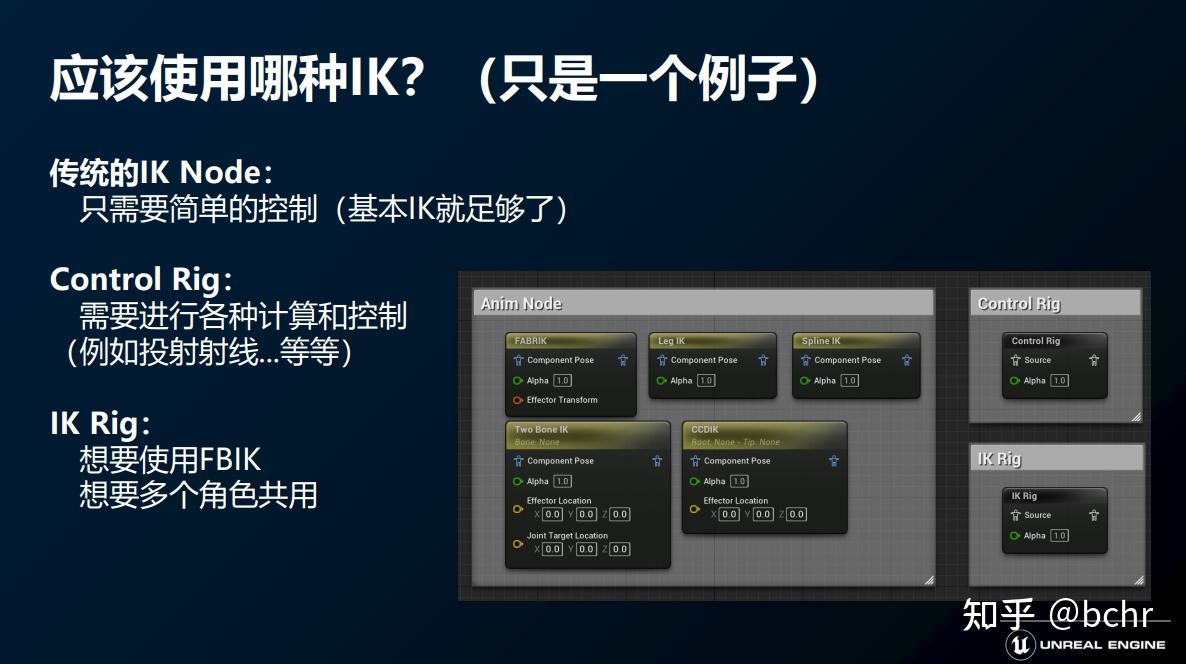 应该使用哪种IK？（只是一个例子）
传统的IK Node：
只需要简单的控制（基本IK就足够了）
Control Rig：
需要进行各种计算和控制
（例如投射射线...等等）
IK Rig：
想要使用FBIK
想要多个角色共用
Anim Node
FABRIK
Component Pose
Alpha 1.0
Effector Transform
Leg IK
Component Pose
Alpha 1.0
Spline IK
Component Pose
Alpha 1.0
Two Bone IK
Bone: None
Component Pose
Alpha 1.0
Effector Location
X 0.0 Y 0.0 Z 0.0
Joint Target Location
X 0.0 Y 0.0 Z 0.0
CCDIK
Root: None - Tip: None
Component Pose
Alpha 1.0
Effector Location
X 0.0 Y 0.0 Z 0.0
Control Rig
Control Rig
Source
Alpha 1.0
IK Rig
IK Rig
Source
Alpha 1.0
知乎 @bchr
UNREAL ENGINE